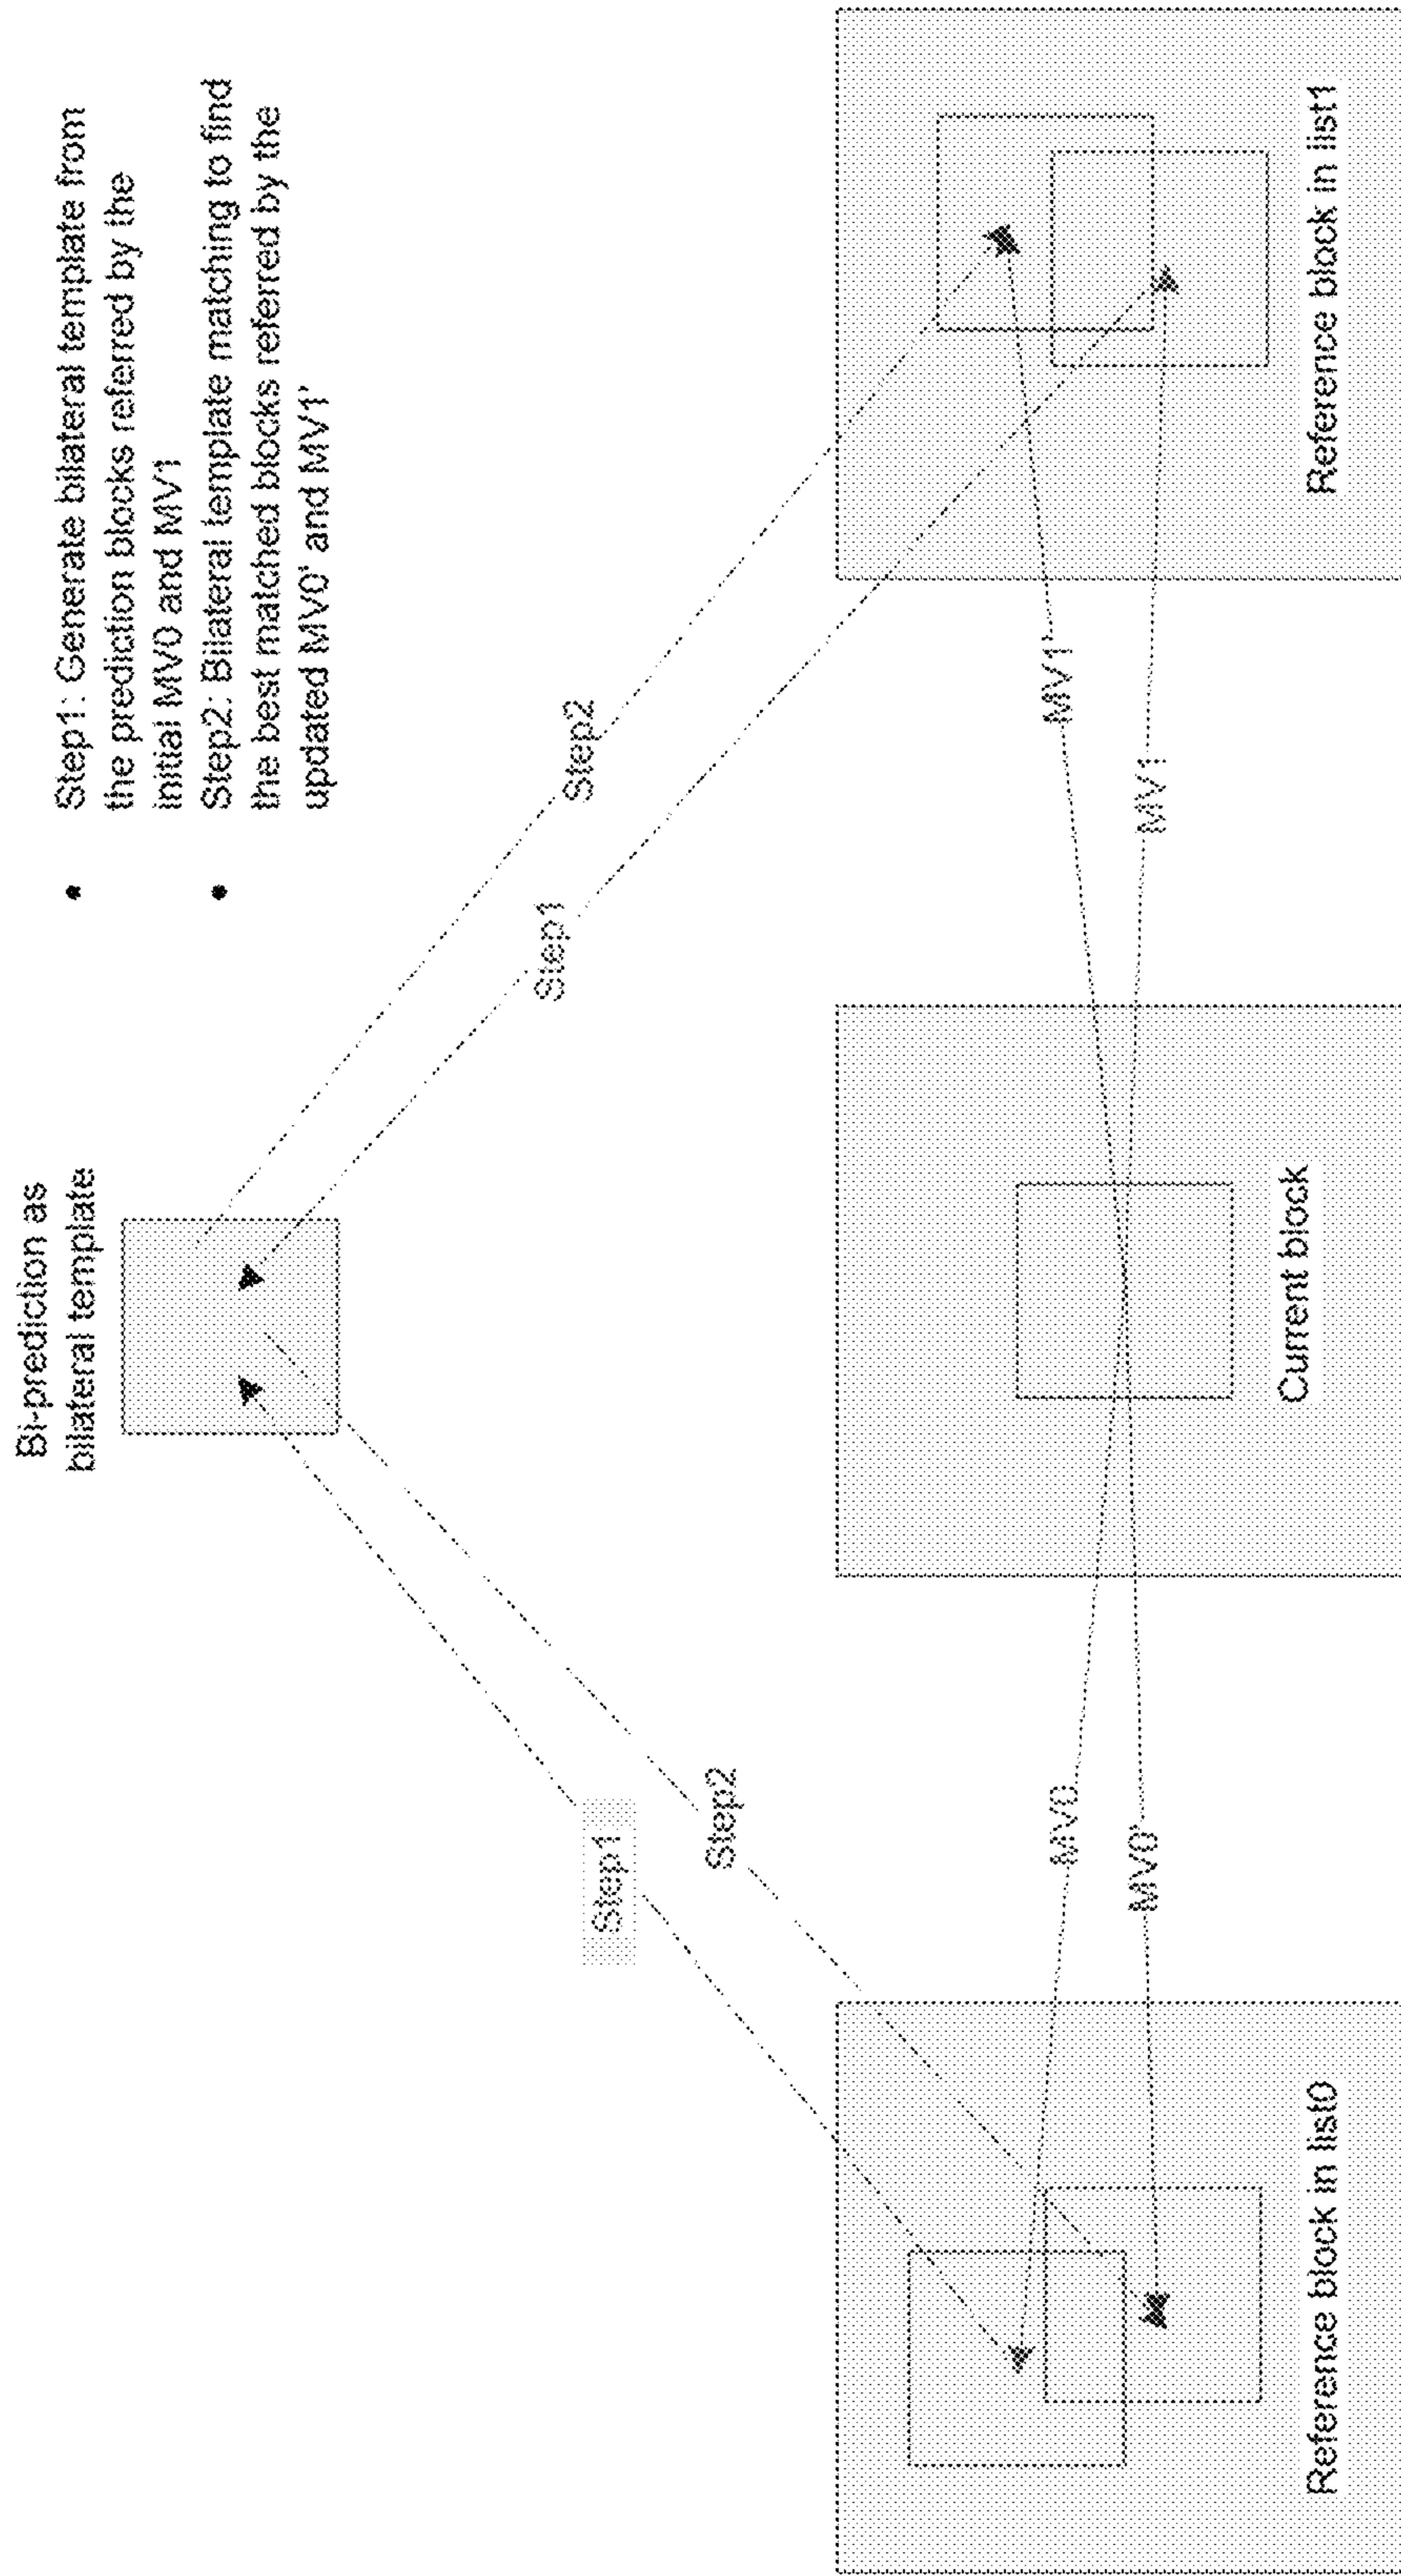 Bi-prediction as
bilateral template
• Step1: Generate bilateral template from
the prediction blocks referred by the
initial MV0 and MV1
• Step2: Bilateral template matching to find
the best matched blocks referred by the
updated MV0' and MV1'
Step1
Step2
Step1
Step2
MV0
MV0'
MV1'
MV1
Reference block in list0
Current block
Reference block in list1